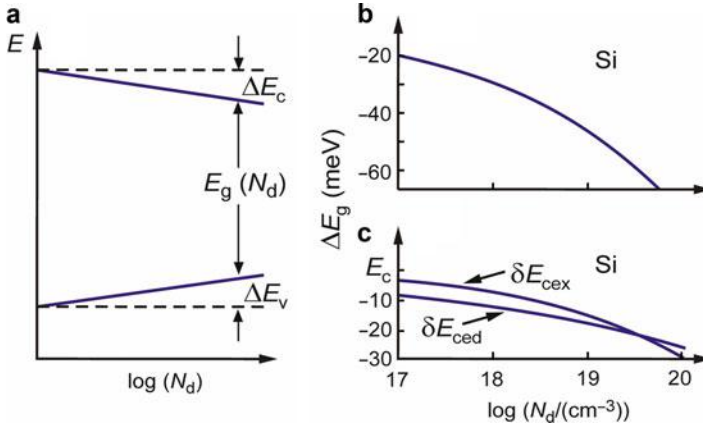 a
E
ΔEc
Eg (Nd)
ΔEv
log (Nd)
b
Si
−20
−40
−60
ΔEg (meV)
c
Si
Ec
δEcex
−10
δEced
−20
−30
17
18
19
20
log (Nd/(cm−3))